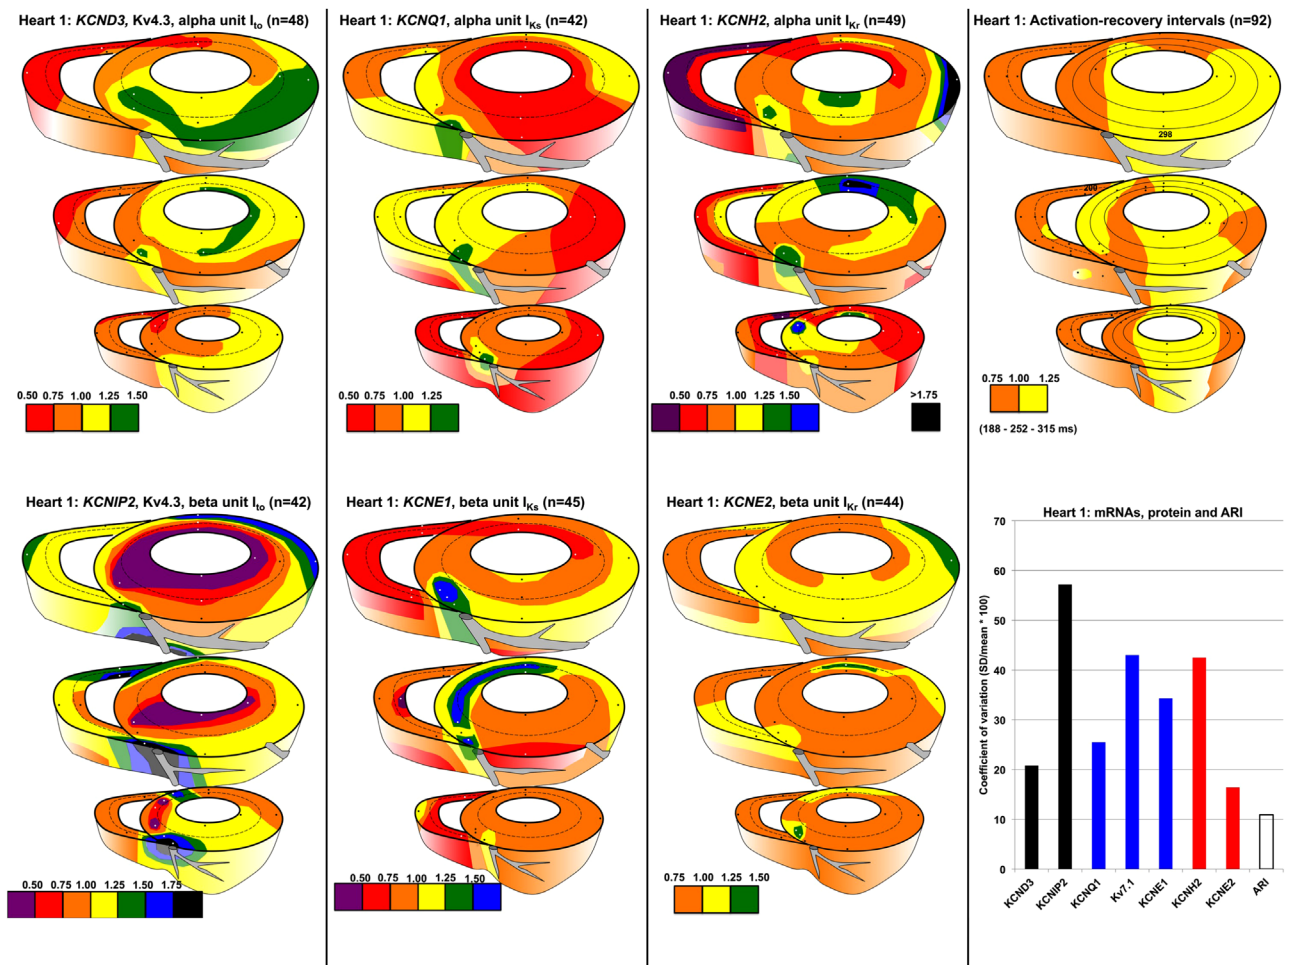 Heart 1: KCND3, Kv4.3, alpha unit Ito (n=48)
0.50 0.75 1.00 1.25 1.50
Heart 1: KCNQ1, alpha unit IKs (n=42)
0.50 0.75 1.00 1.25
Heart 1: KCNH2, alpha unit IKr (n=49)
0.50 0.75 1.00 1.25 1.50
>1.75
Heart 1: Activation-recovery intervals (n=92)
298
200
0.75 1.00 1.25
(188 - 252 - 315 ms)
Heart 1: KCNIP2, Kv4.3, beta unit Ito (n=42)
0.50 0.75 1.00 1.25 1.50 1.75
Heart 1: KCNE1, beta unit IKs (n=45)
0.50 0.75 1.00 1.25 1.50
Heart 1: KCNE2, beta unit IKr (n=44)
0.75 1.00 1.25 1.50
Heart 1: mRNAs, protein and ARI
Coefficient of variation (SD/mean * 100)
70
60
50
40
30
20
10
0
KCND3
KCNIP2
KCNQ1
Kv7.1
KCNE1
KCNH2
KCNE2
ARI